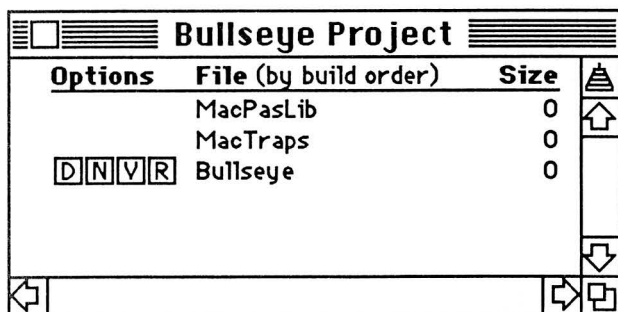 Bullseye Project
Options File (by build order) Size
MacPasLib 0
MacTraps 0
D N V R Bullseye 0